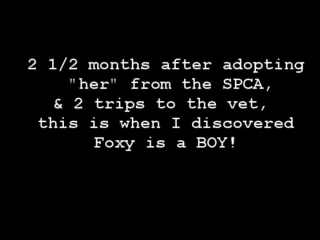 2 1/2 months after adopting
"her" from the SPCA,
& 2 trips to the vet,
this is when I discovered
Foxy is a BOY!